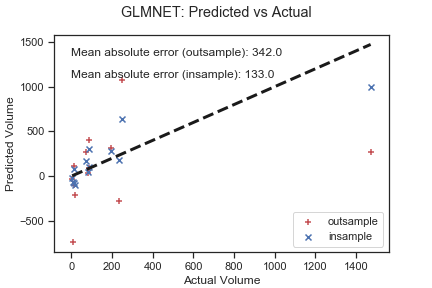 GLMNET: Predicted vs Actual
1500
Mean absolute error (outsample): 342.0
Mean absolute error (insample): 133.0
1000
500
0
−500
Predicted Volume
outsample
insample
0 200 400 600 800 1000 1200 1400
Actual Volume